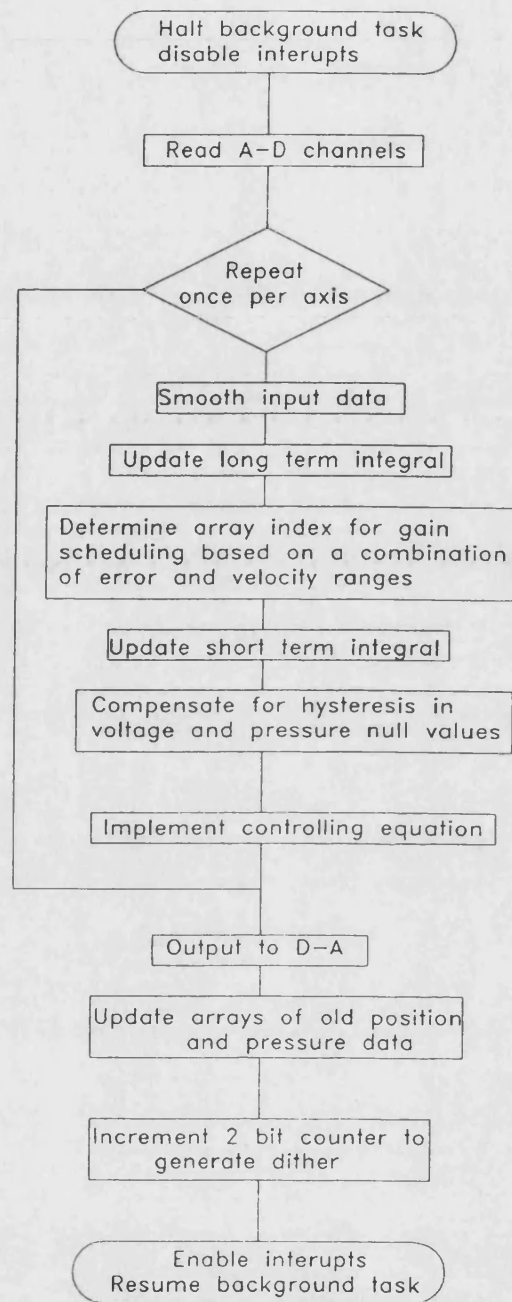 Halt background task
disable interupts
Read A-D channels
Repeat
once per axis
Smooth input data
Update long term integral
Determine array index for gain
scheduling based on a combination
of error and velocity ranges
Update short term integral
Compensate for hysteresis in
voltage and pressure null values
Implement controlling equation
Output to D-A
Update arrays of old position
and pressure data
Increment 2 bit counter to
generate dither
Enable interupts
Resume background task